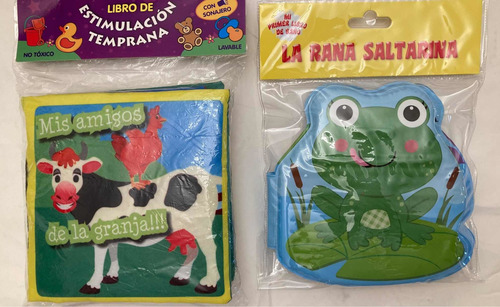 LIBRO DE
ESTIMULACIÓN
TEMPRANA
CON
SONAJERO
NO TÓXICO
LAVABLE
Mis amigos
de la granja!!!
MI
PRIMER LIBRO DE
BAÑO
LA RANA SALTARINA